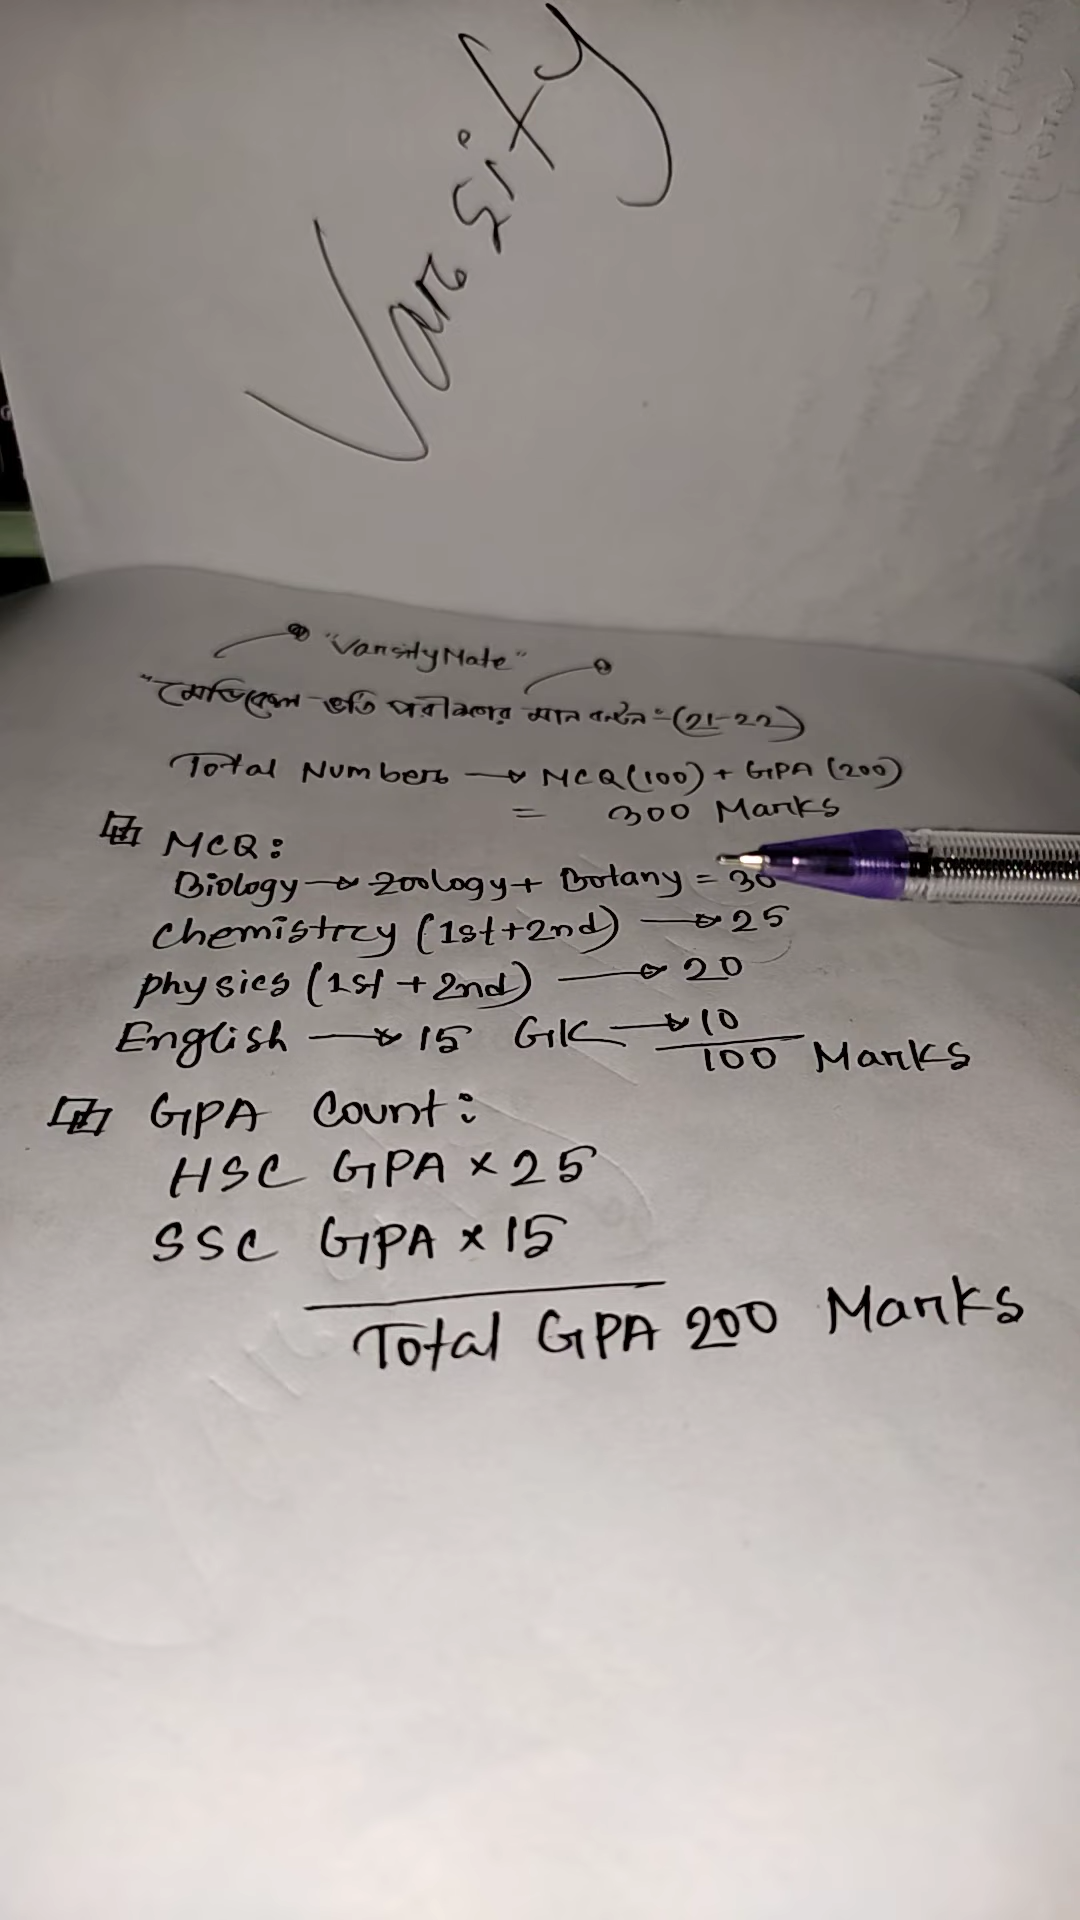 Varsity
"VarsityMate"
"মেডিকেল ভর্তি পরীক্ষার মান বন্টন"-(21-22)
Total Number → MCQ(100) + GPA (200)
= 300 Marks
MCQ:
Biology → Zoology + Botany = 30
Chemistry (1st+2nd) → 25
physics (1st + 2nd) → 20
English → 15 GK → 10
100 Marks
GPA Count:
HSC GPA × 25
SSC GPA × 15
Total GPA 200 Marks